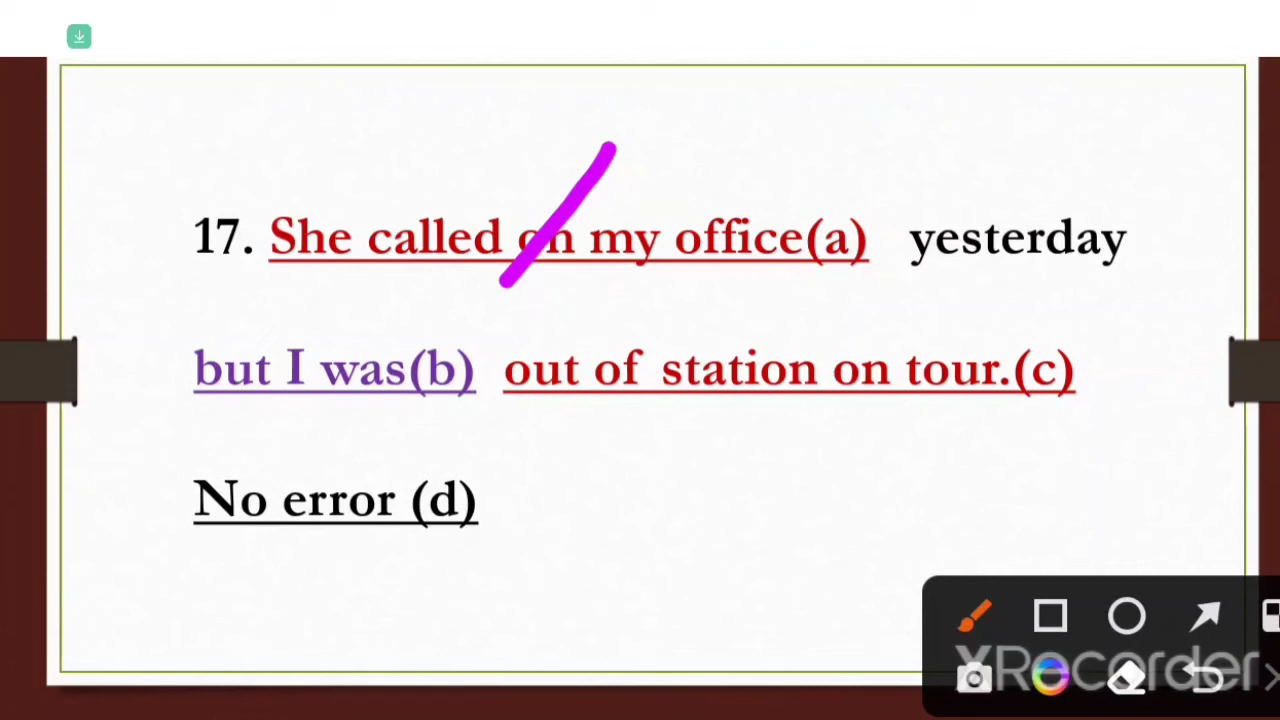 17. She called on my office(a) yesterday
but I was(b) out of station on tour.(c)
No error (d)
XRecorder